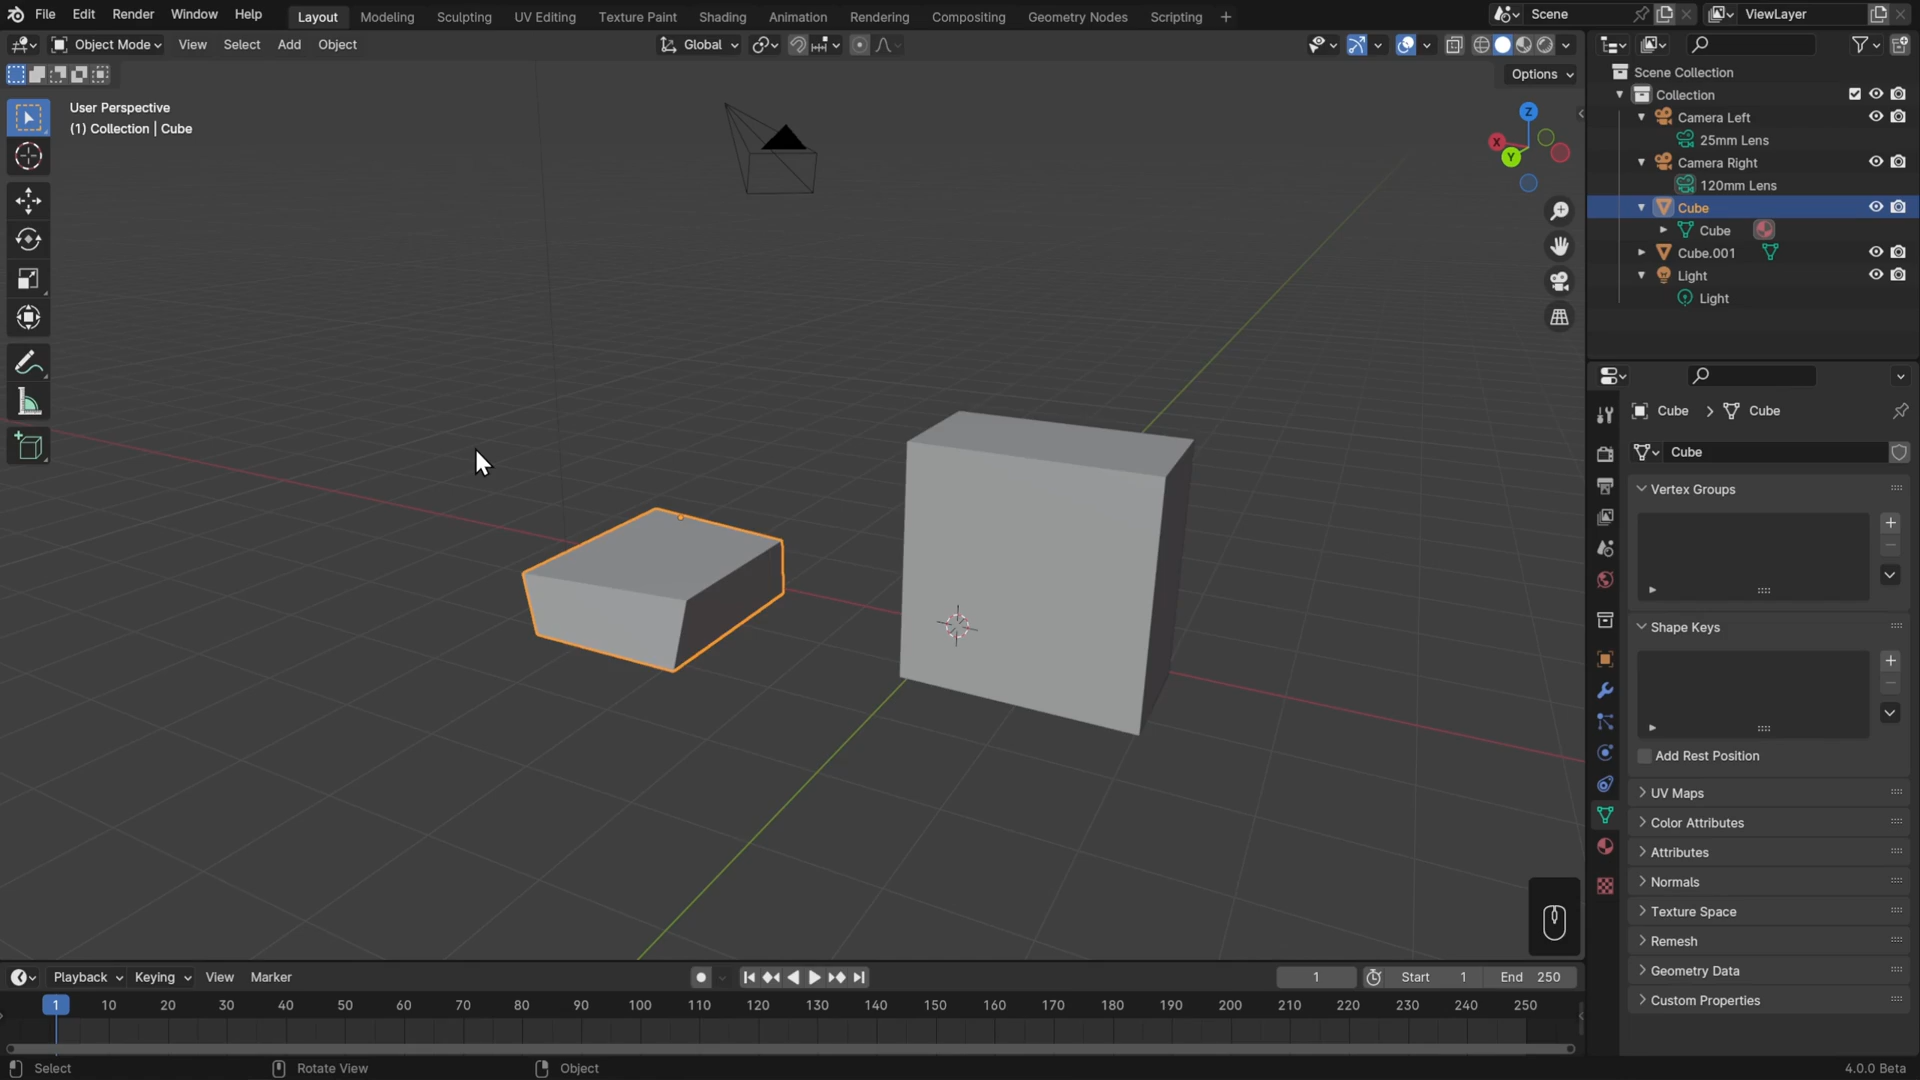 File Edit Render Window Help Layout Modeling Sculpting UV Editing Texture Paint Shading Animation Rendering Compositing Geometry Nodes Scripting + Scene ViewLayer
Object Mode View Select Add Object Global
Options
User Perspective
(1) Collection | Cube
Z
X
Y
Scene Collection
Collection
Camera Left
25mm Lens
Camera Right
120mm Lens
Cube
Cube
Cube.001
Light
Light
Cube > Cube
Cube
Vertex Groups
Shape Keys
Add Rest Position
UV Maps
Color Attributes
Attributes
Normals
Texture Space
Remesh
Geometry Data
Custom Properties
Playback Keying View Marker 1 Start 1 End 250
1 10 20 30 40 50 60 70 80 90 100 110 120 130 140 150 160 170 180 190 200 210 220 230 240 250
Select Rotate View Object 4.0.0 Beta